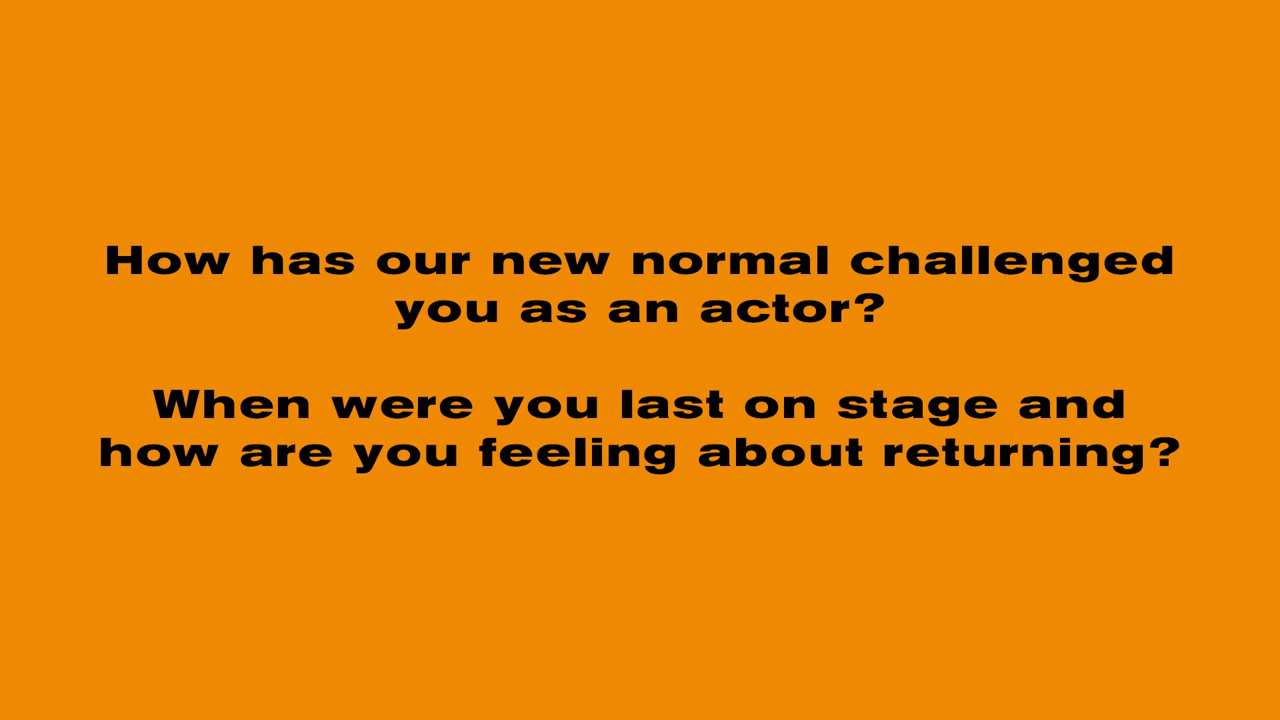 How has our new normal challenged
you as an actor?
When were you last on stage and
how are you feeling about returning?